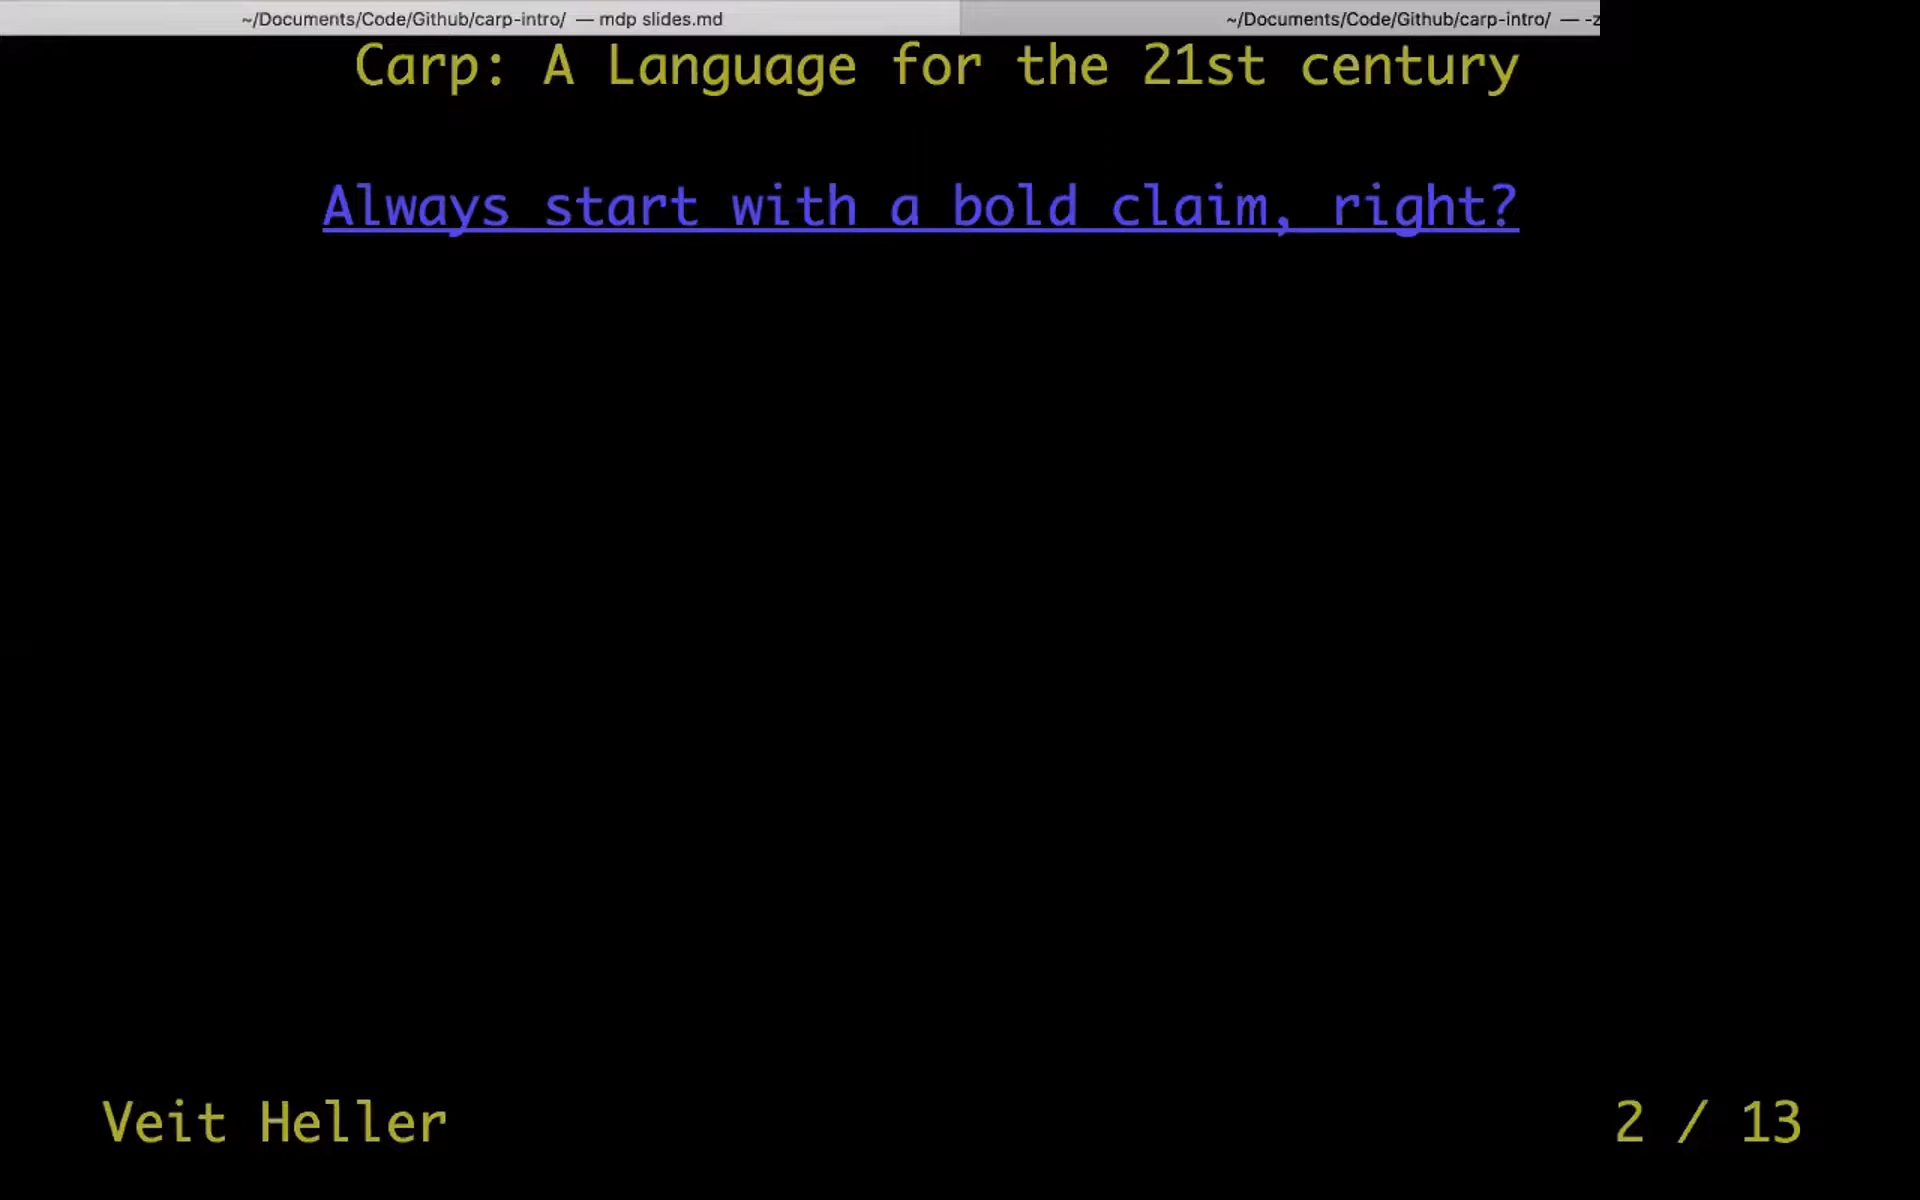 ~/Documents/Code/Github/carp-intro/ — mdp slides.md
~/Documents/Code/Github/carp-intro/ — -z
Carp: A Language for the 21st century
Always start with a bold claim, right?
Veit Heller
2 / 13